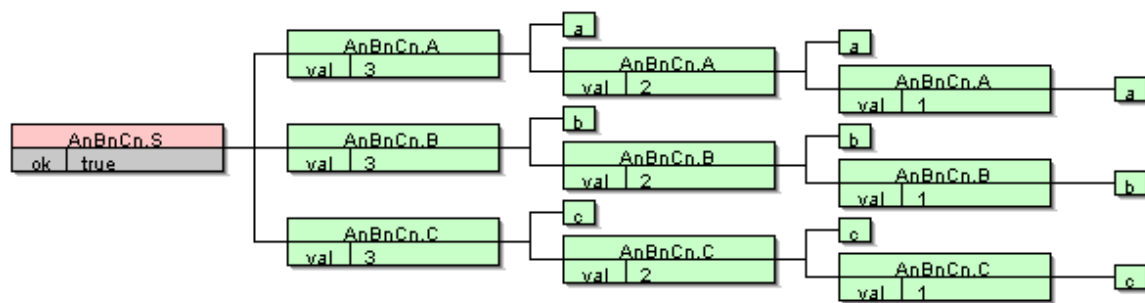 a
AnBnCn.A
val 3
a
AnBnCn.A
val 2
AnBnCn.A
val 1
a
AnBnCn.S
ok true
b
AnBnCn.B
val 3
b
AnBnCn.B
val 2
AnBnCn.B
val 1
b
c
AnBnCn.C
val 3
c
AnBnCn.C
val 2
AnBnCn.C
val 1
c